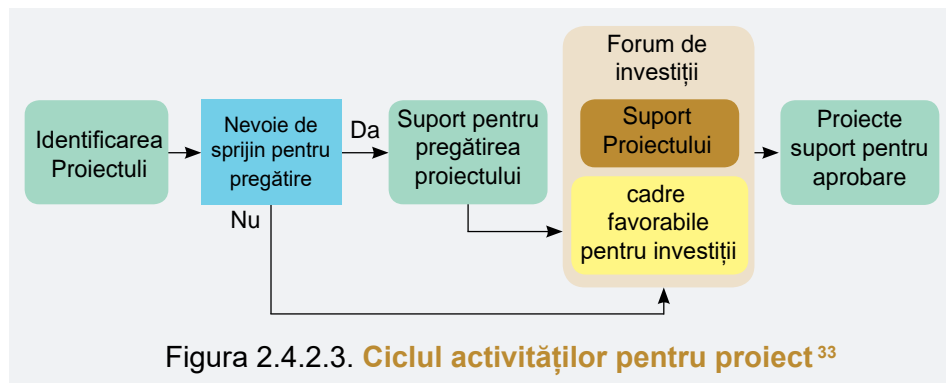 Identificarea
Proiectuli
Nevoie de
sprijin pentru
pregătire
Da
Nu
Suport pentru
pregătirea
proiectului
Forum de
investiții
Suport
Proiectului
cadre
favorabile
pentru investiții
Proiecte
suport pentru
aprobare
Figura 2.4.2.3. Ciclul activităților pentru proiect 33